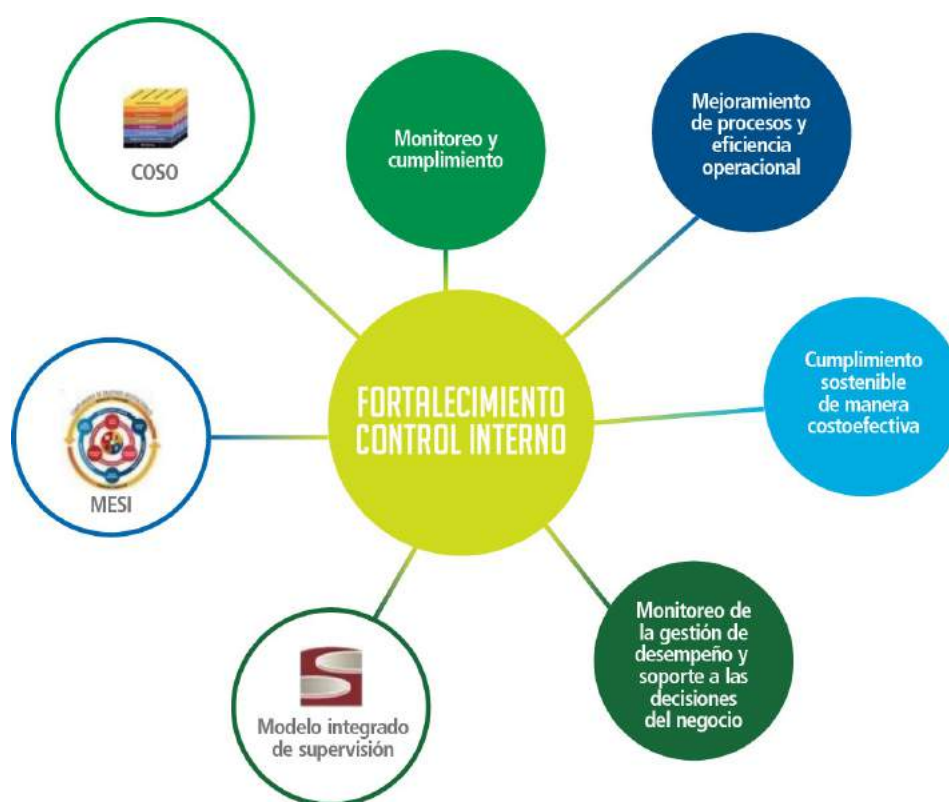 COSO
Monitoreo y
cumplimiento
Mejoramiento
de procesos y
eficiencia
operacional
MESI
FORTALECIMIENTO
CONTROL INTERNO
Cumplimiento
sostenible
de manera
costoefectiva
Modelo integrado
de supervisión
Monitoreo de
la gestión de
desempeño y
soporte a las
decisiones
del negocio